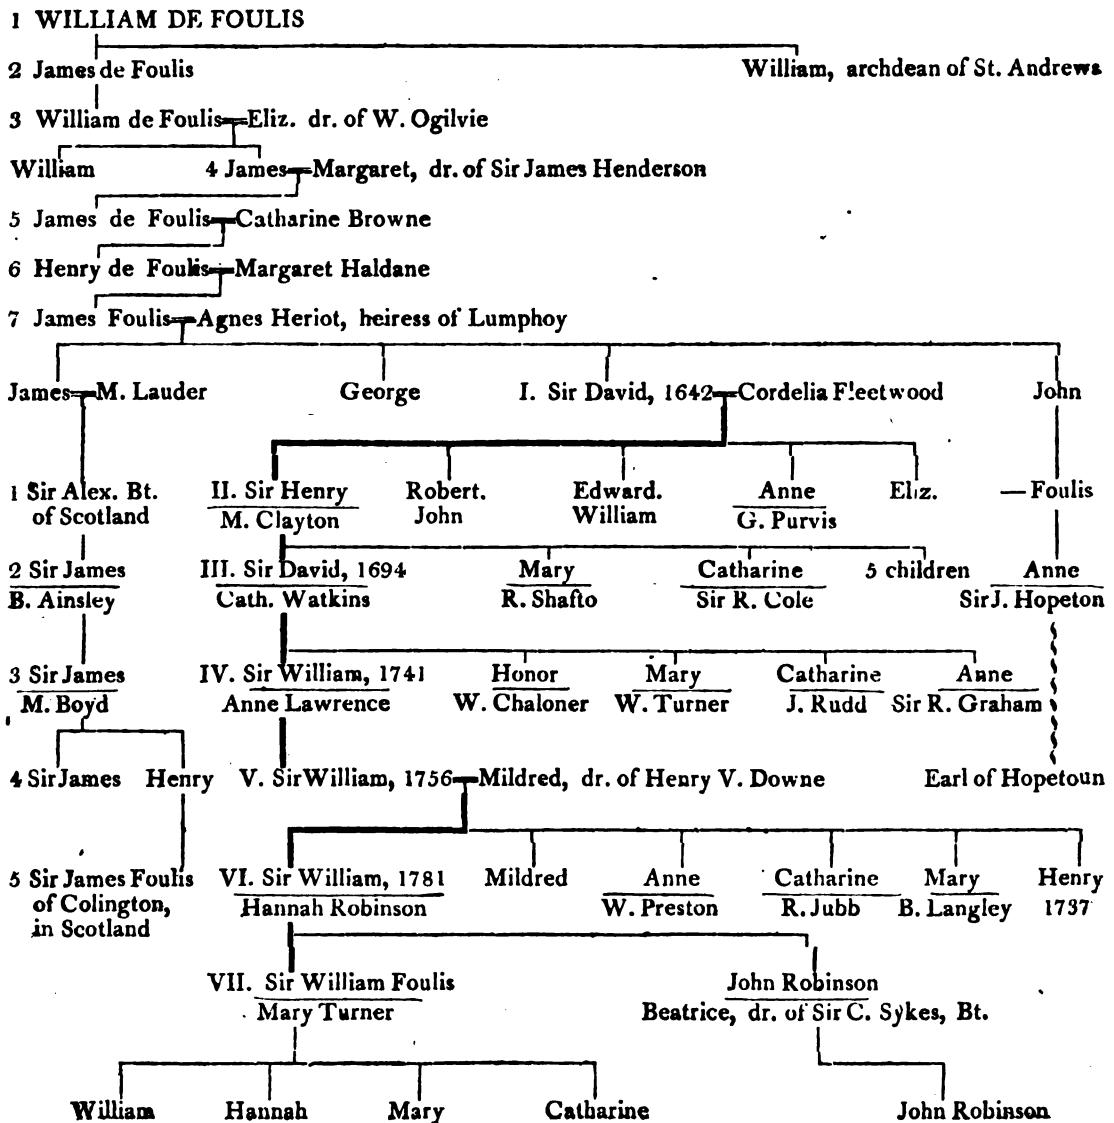 1 WILLIAM DE FOULIS
2 James de Foulis William, archdean of St. Andrews
3 William de Foulis Eliz. dr. of W. Ogilvie
William 4 James Margaret, dr. of Sir James Henderson
5 James de Foulis Catharine Browne
6 Henry de Foulis Margaret Haldane
7 James Foulis Agnes Heriot, heiress of Lumphoy
James M. Lauder George I. Sir David, 1642 Cordelia Fleetwood John
1 Sir Alex. Bt. II. Sir Henry Robert. Edward. Anne Eliz. — Foulis
of Scotland M. Clayton John William G. Purvis
2 Sir James III. Sir David, 1694 Mary Catharine 5 children Anne
B. Ainsley Cath. Watkins R. Shafto Sir R. Cole Sir J. Hopeton
3 Sir James IV. Sir William, 1741 Honor Mary Catharine Anne
M. Boyd Anne Lawrence W. Chaloner W. Turner J. Rudd Sir R. Graham
4 Sir James Henry V. Sir William, 1756 Mildred, dr. of Henry V. Downe Earl of Hopetoun
5 Sir James Foulis VI. Sir William, 1781 Mildred Anne Catharine Mary Henry
of Colington, Hannah Robinson W. Preston R. Jubb B. Langley 1737
in Scotland
VII. Sir William Foulis John Robinson
Mary Turner Beatrice, dr. of Sir C. Sykes, Bt.
William Hannah Mary Catharine John Robinson